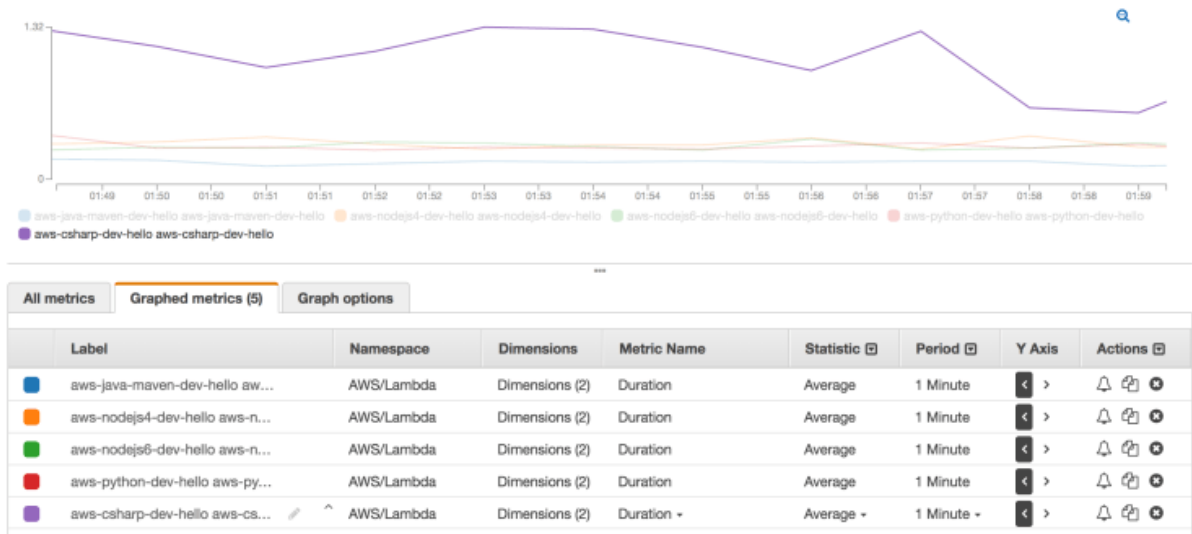 1.32
0
01:49 01:50 01:50 01:51 01:51 01:52 01:52 01:53 01:53 01:54 01:54 01:55 01:55 01:56 01:56 01:57 01:57 01:58 01:58 01:59
aws-java-maven-dev-hello aws-java-maven-dev-hello aws-nodejs4-dev-hello aws-nodejs4-dev-hello aws-nodejs6-dev-hello aws-nodejs6-dev-hello aws-python-dev-hello aws-python-dev-hello
aws-csharp-dev-hello aws-csharp-dev-hello
All metrics Graphed metrics (5) Graph options
Label Namespace Dimensions Metric Name Statistic Period Y Axis Actions
aws-java-maven-dev-hello aw... AWS/Lambda Dimensions (2) Duration Average 1 Minute
aws-nodejs4-dev-hello aws-n... AWS/Lambda Dimensions (2) Duration Average 1 Minute
aws-nodejs6-dev-hello aws-n... AWS/Lambda Dimensions (2) Duration Average 1 Minute
aws-python-dev-hello aws-py... AWS/Lambda Dimensions (2) Duration Average 1 Minute
aws-csharp-dev-hello aws-cs... AWS/Lambda Dimensions (2) Duration Average 1 Minute